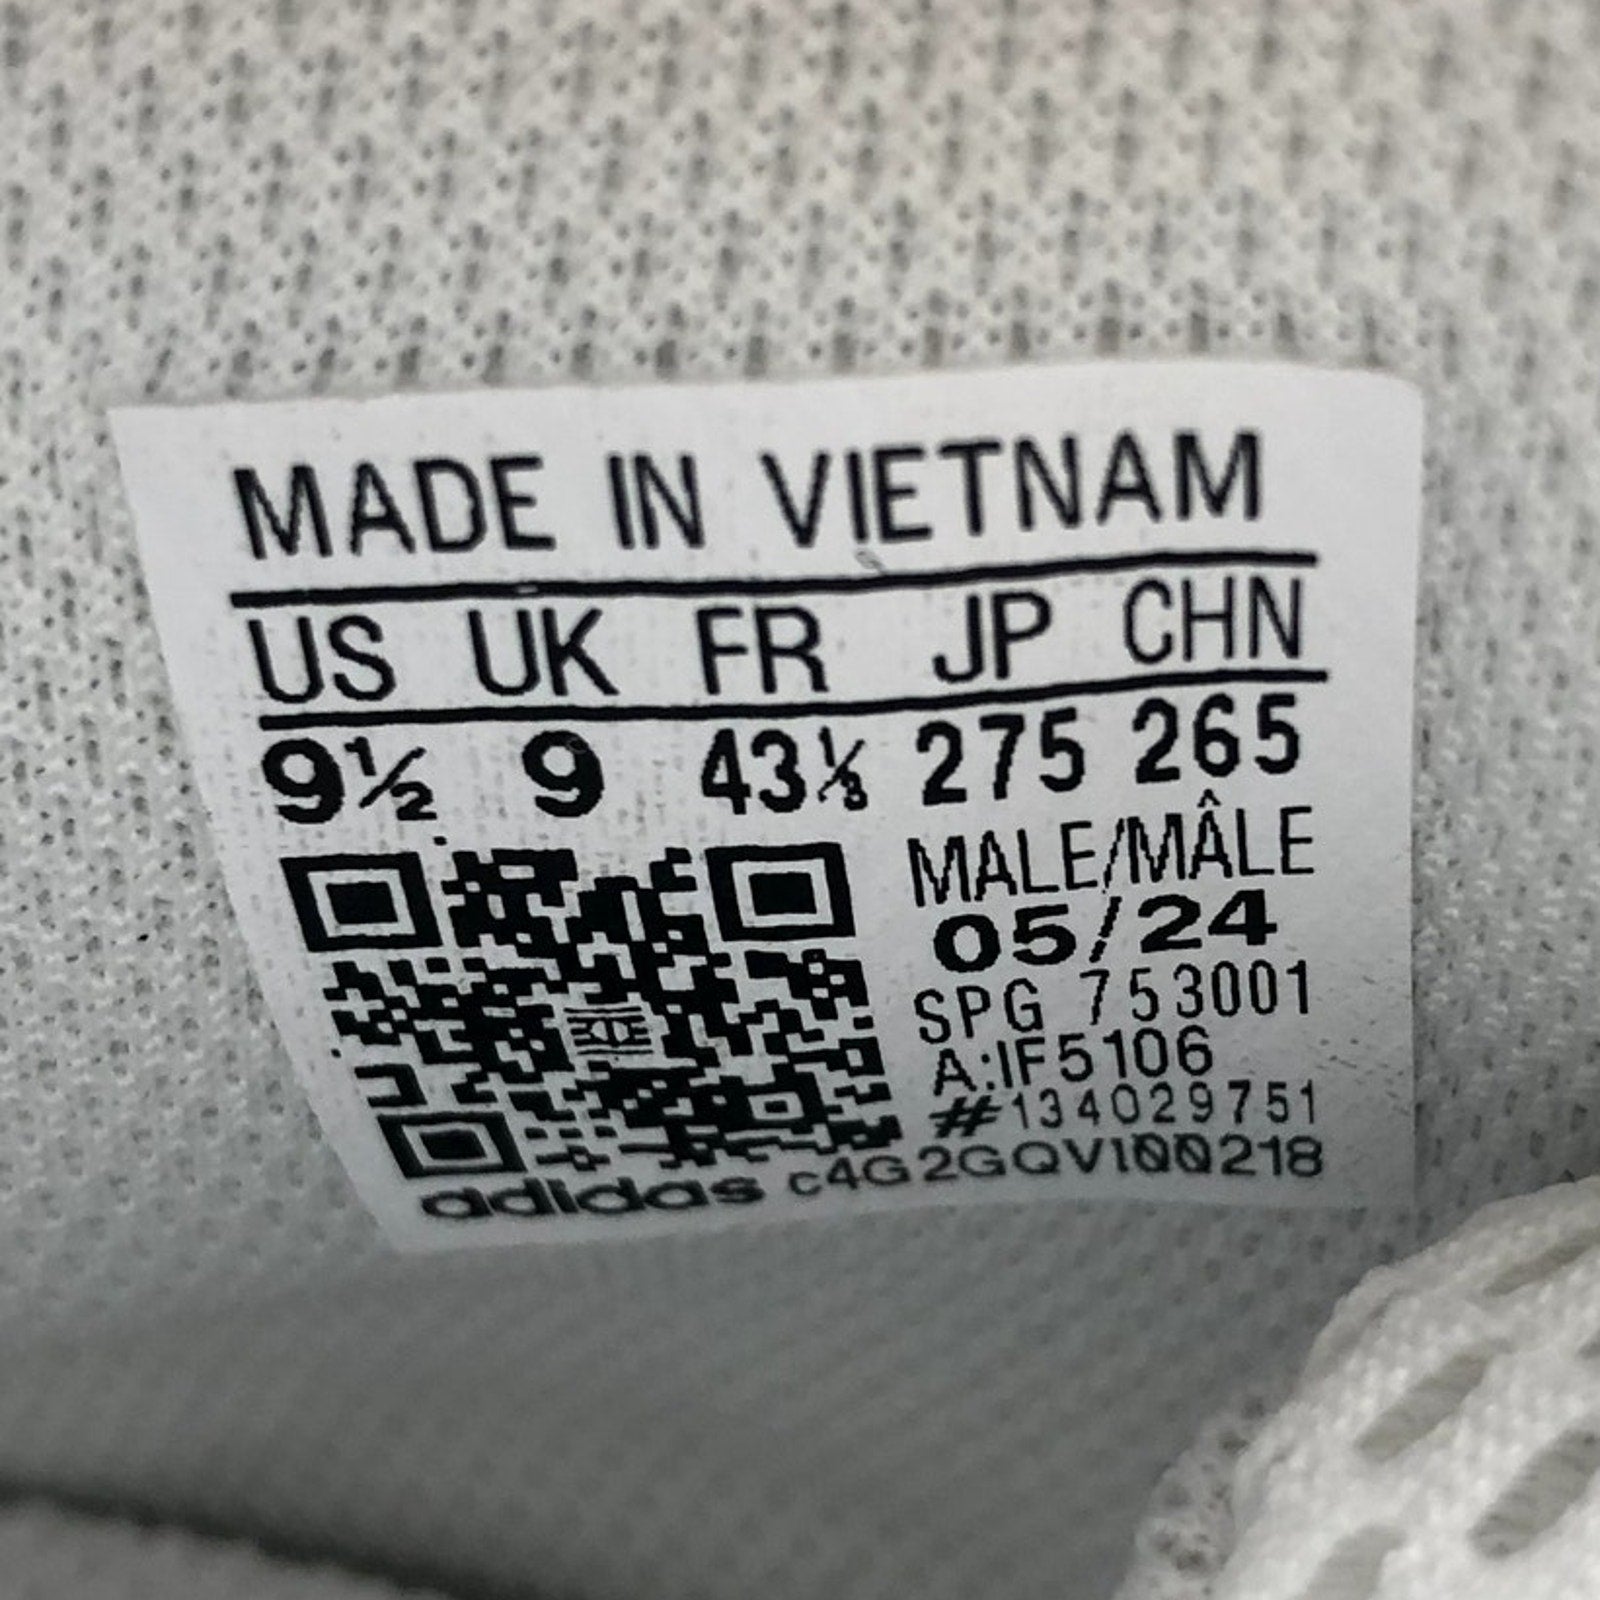 MADE IN VIETNAM
US UK FR JP CHN
9½ 9 43⅓ 275 265
MALE/MÂLE
05/24
SPG 753001
A:IF5106
#134029751
adidas c4G2GQV100218